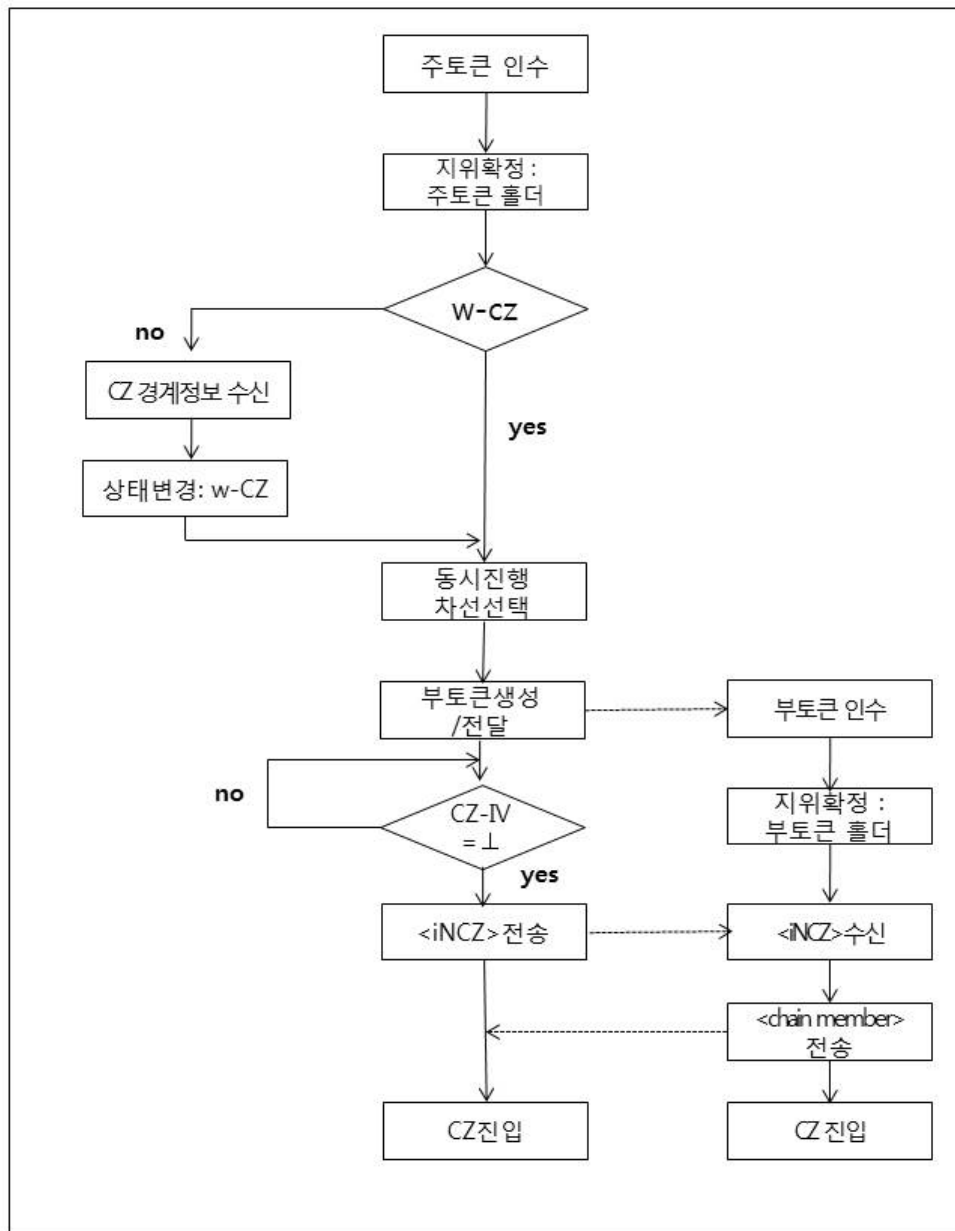 주토큰 인수
지위확정 :
주토큰 홀더
w-cz
no
CZ 경계정보 수신
yes
상태변경: w-CZ
동시진행
차선선택
부토큰생성
/전달
부토큰 인수
no
CZ-IV
= ⊥
지위확정 :
부토큰 홀더
yes
<iNCZ>전송
<iNCZ>수신
<chain member>
전송
CZ진입
CZ 진입